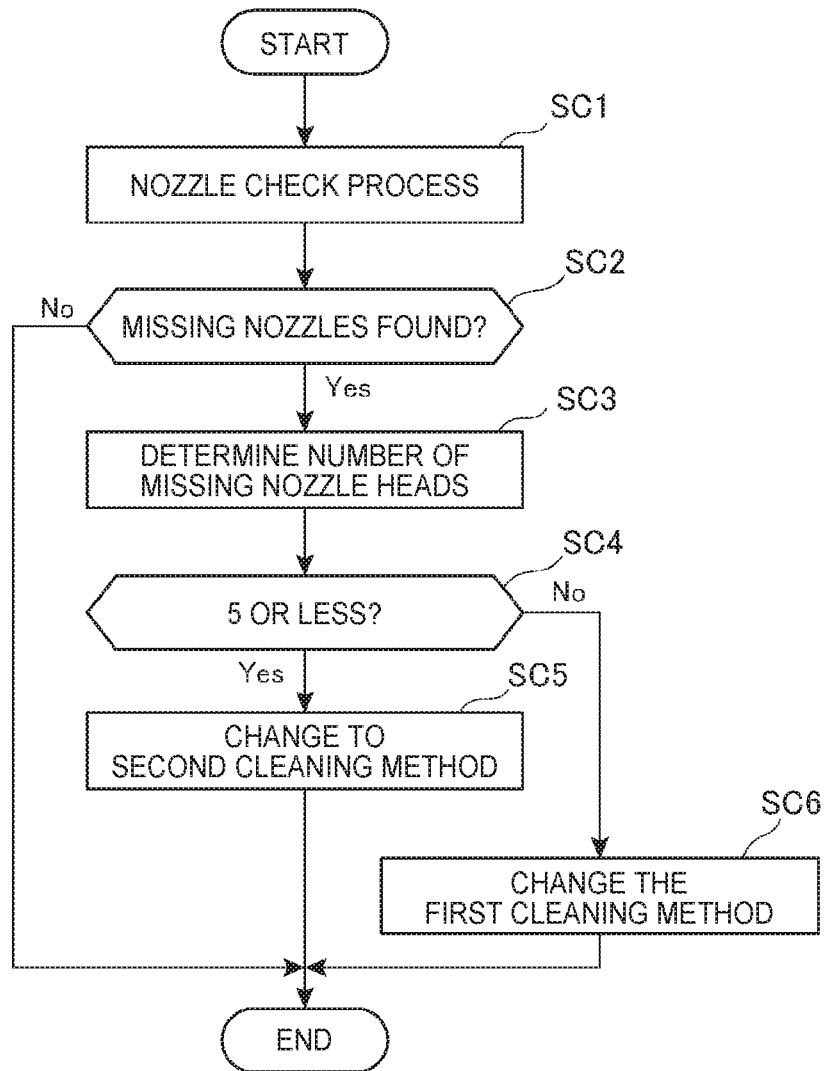 START
SC1
NOZZLE CHECK PROCESS
SC2
No
MISSING NOZZLES FOUND?
Yes
SC3
DETERMINE NUMBER OF
MISSING NOZZLE HEADS
SC4
5 OR LESS?
No
Yes
SC5
CHANGE TO
SECOND CLEANING METHOD
SC6
CHANGE THE
FIRST CLEANING METHOD
END